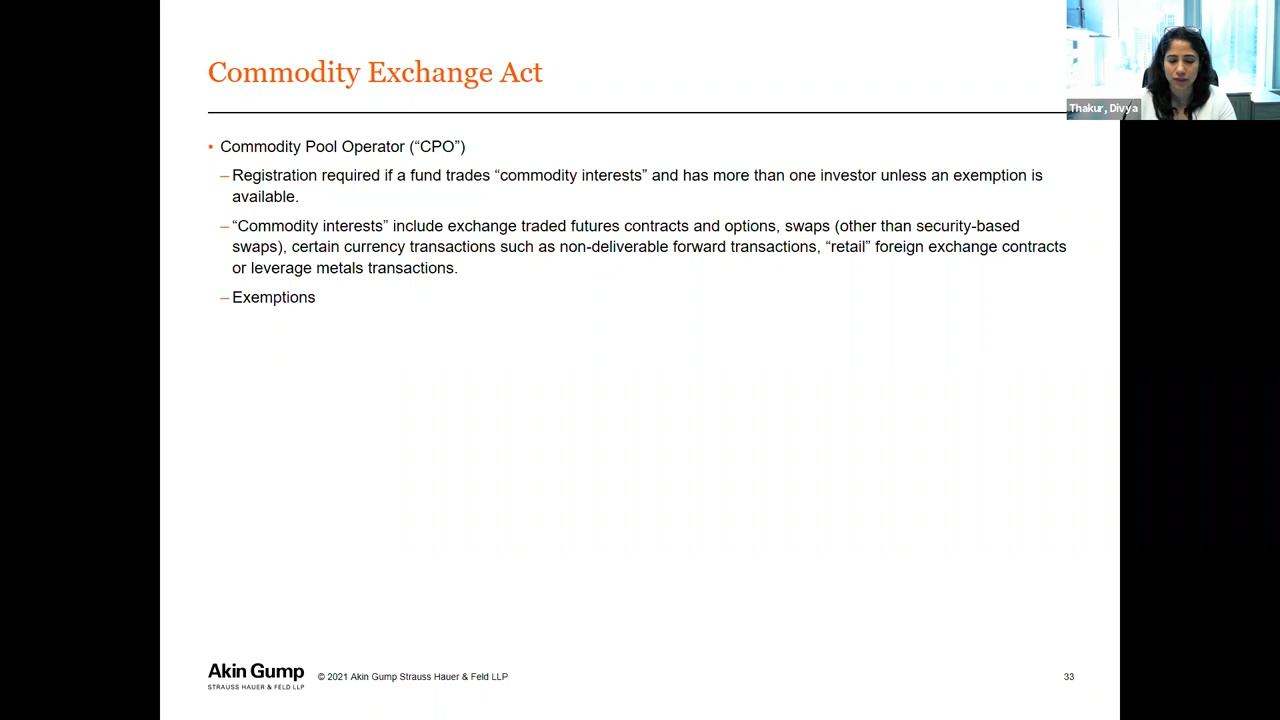 Commodity Exchange Act
Thakur, Divya
• Commodity Pool Operator (“CPO”)
– Registration required if a fund trades “commodity interests” and has more than one investor unless an exemption is
available.
– “Commodity interests” include exchange traded futures contracts and options, swaps (other than security-based
swaps), certain currency transactions such as non-deliverable forward transactions, “retail” foreign exchange contracts
or leverage metals transactions.
– Exemptions
Akin Gump
STRAUSS HAUER & FELD LLP
© 2021 Akin Gump Strauss Hauer & Feld LLP
33